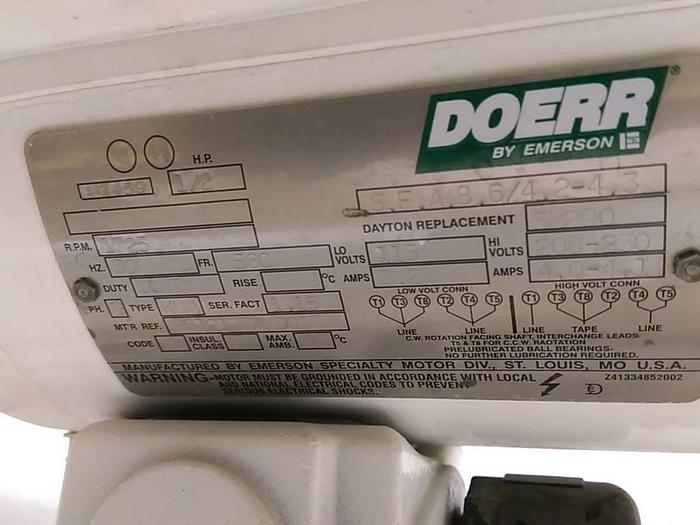 DOERR®
BY EMERSON
H.P.
1/2
S.F.A 8.6/4.2-4.3
DAYTON REPLACEMENT
R.P.M. 1725
HZ. FR. 56C LO VOLTS 115 HI VOLTS 208-230
DUTY RISE °C AMPS AMPS 4.0-4.1
LOW VOLT CONN HIGH VOLT CONN
PH. TYPE SER. FACT 1.15
T1 T3 T8 T2 T4 T5 T1 T3 T8 T2 T4 T5
MT'R REF.
LINE LINE LINE TAPE LINE
CODE INSUL. CLASS MAX. AMB. °C
C.W. ROTATION FACING SHAFT INTERCHANGE LEADS-
T5 & T8 FOR C.C.W. RAOTATION
PRELUBRICATED BALL BEARINGS-
NO FURTHER LUBRICATION REQUIRED.
MANUFACTURED BY EMERSON SPECIALTY MOTOR DIV., ST. LOUIS, MO U.S.A.
WARNING-MOTOR MUST BE GROUNDED IN ACCORDANCE WITH LOCAL
AND NATIONAL ELECTRICAL CODES TO PREVENT
SERIOUS ELECTRICAL SHOCKS.
Z41334852002